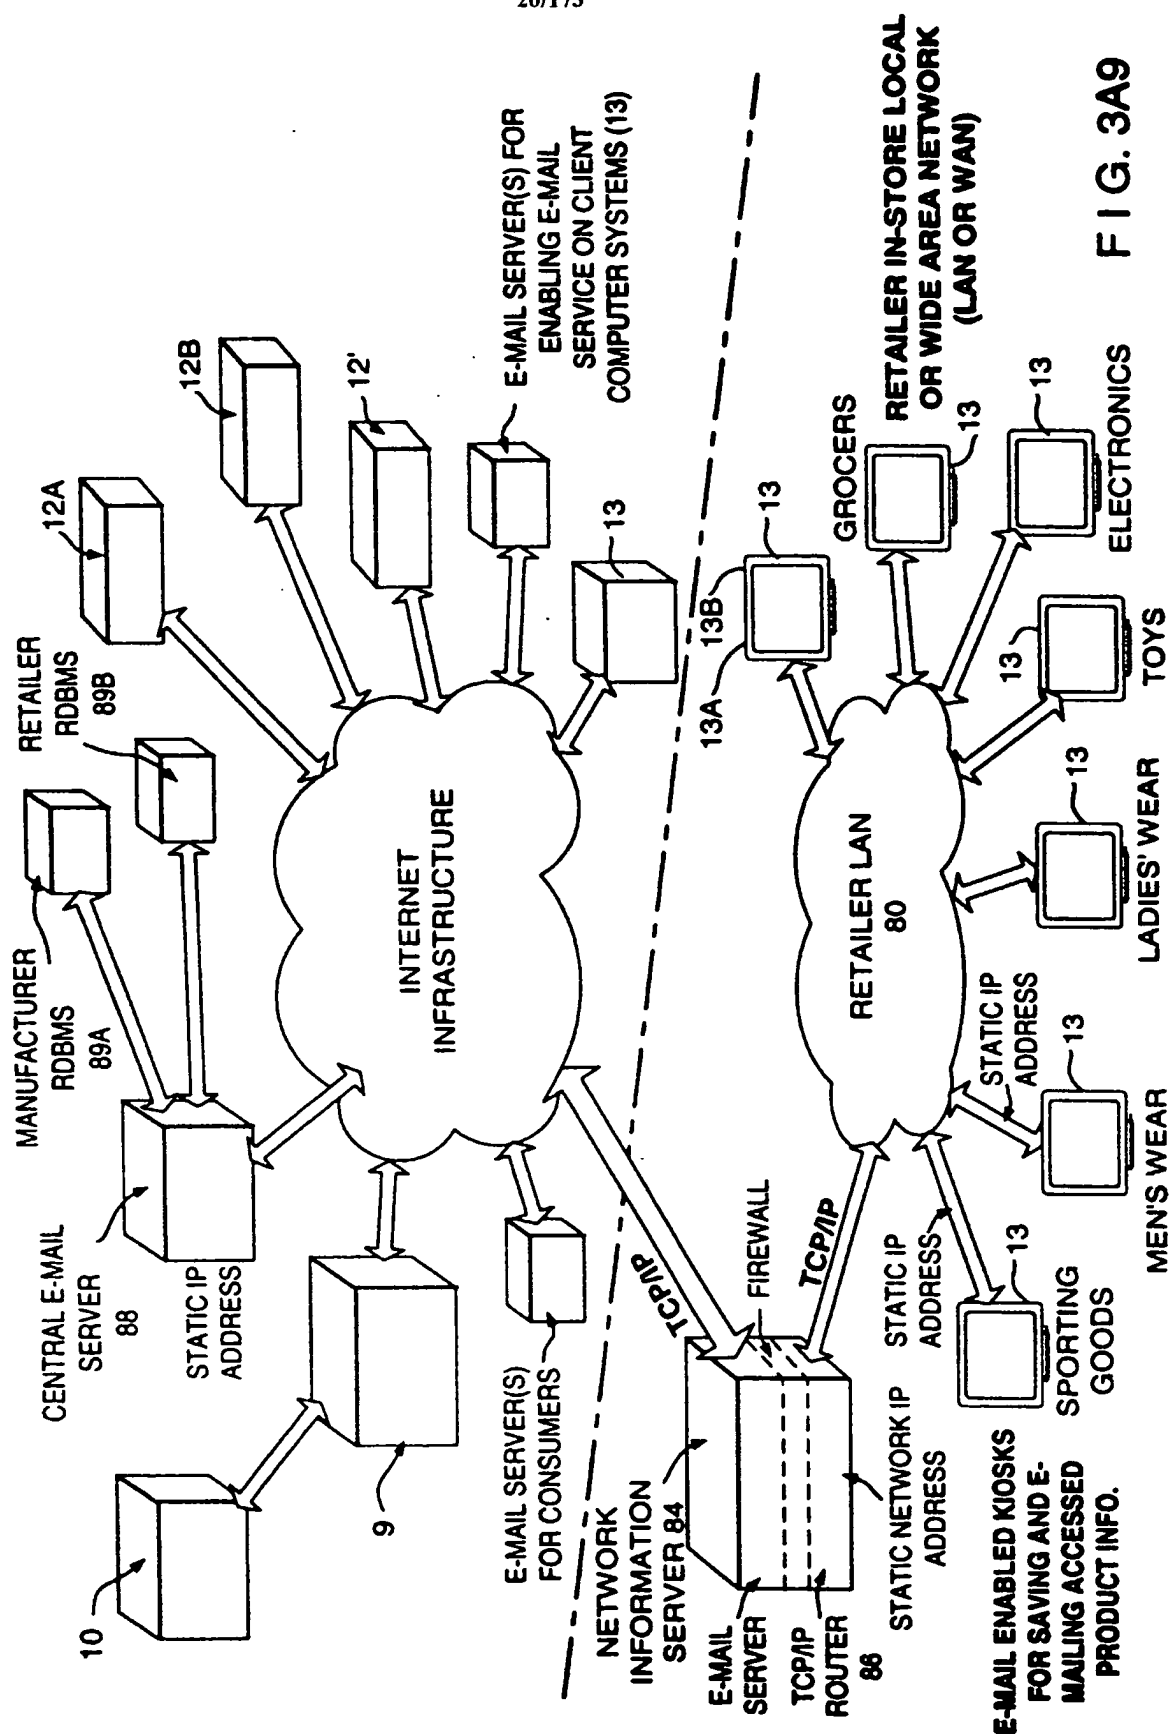 26/175
10
9
CENTRAL E-MAIL
SERVER
88
STATIC IP
ADDRESS
MANUFACTURER
RDBMS
89A
RETAILER
RDBMS
89B
12A
12B
12'
E-MAIL SERVER(S) FOR
ENABLING E-MAIL
SERVICE ON CLIENT
COMPUTER SYSTEMS (13)
13
INTERNET
INFRASTRUCTURE
E-MAIL SERVER(S)
FOR CONSUMERS
TCP/IP
NETWORK
INFORMATION
SERVER 84
E-MAIL
SERVER
TCP/IP
ROUTER
86
FIREWALL
TCP/IP
STATIC NETWORK IP
ADDRESS
RETAILER LAN
80
13A
13B
13
GROCERS
13
RETAILER IN-STORE LOCAL
OR WIDE AREA NETWORK
(LAN OR WAN)
13
ELECTRONICS
13
TOYS
13
LADIES' WEAR
STATIC IP
ADDRESS
13
MEN'S WEAR
STATIC IP
ADDRESS
13
SPORTING
GOODS
E-MAIL ENABLED KIOSKS
FOR SAVING AND E-
MAILING ACCESSED
PRODUCT INFO.
FIG. 3A9